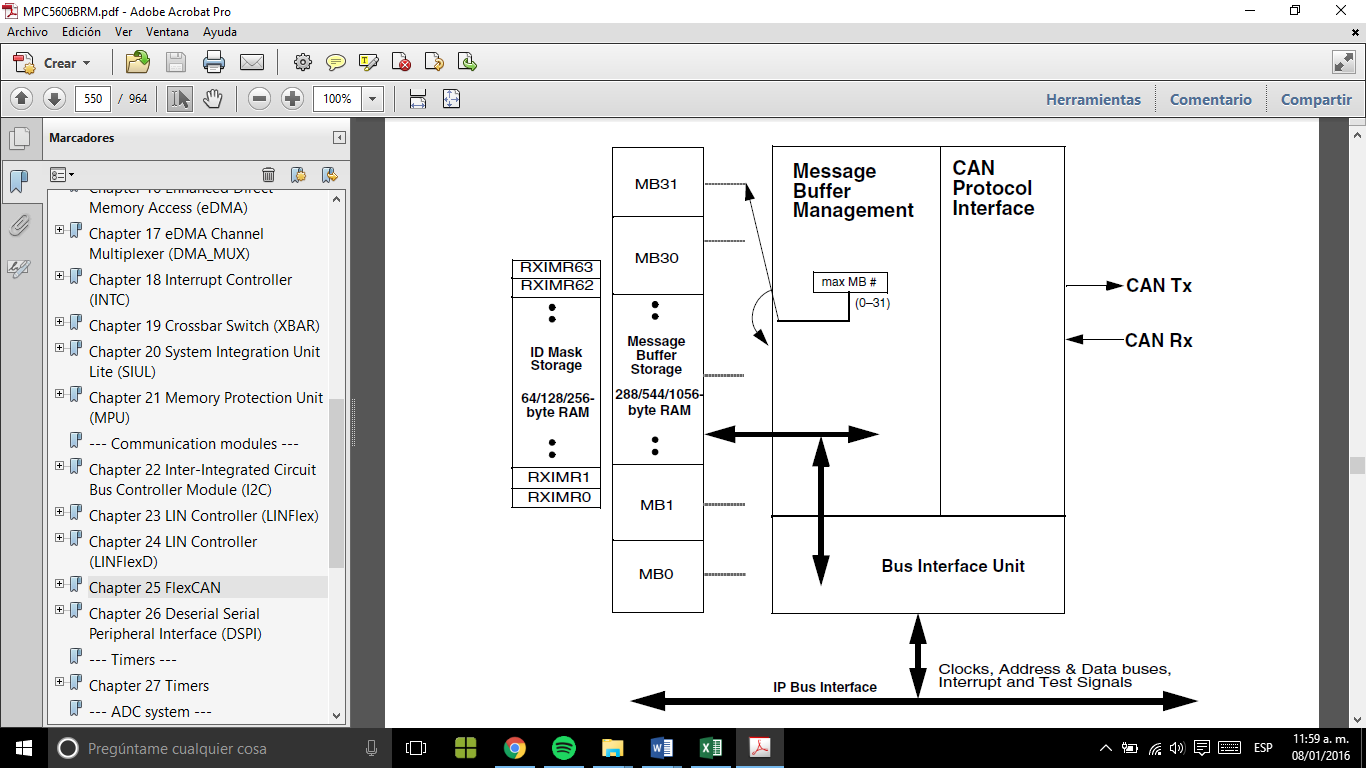 MPC5606BRM.pdf - Adobe Acrobat Pro
Archivo Edición Ver Ventana Ayuda
Crear
550 / 964 100% Herramientas Comentario Compartir
Marcadores
Chapter 16 Enhanced Direct
Memory Access (eDMA)
Chapter 17 eDMA Channel
Multiplexer (DMA_MUX)
Chapter 18 Interrupt Controller
(INTC)
Chapter 19 Crossbar Switch (XBAR)
Chapter 20 System Integration Unit
Lite (SIUL)
Chapter 21 Memory Protection Unit
(MPU)
--- Communication modules ---
Chapter 22 Inter-Integrated Circuit
Bus Controller Module (I2C)
Chapter 23 LIN Controller (LINFlex)
Chapter 24 LIN Controller
(LINFlexD)
Chapter 25 FlexCAN
Chapter 26 Deserial Serial
Peripheral Interface (DSPI)
--- Timers ---
Chapter 27 Timers
--- ADC system ---
RXIMR63
RXIMR62
ID Mask
Storage
64/128/256-
byte RAM
RXIMR1
RXIMR0
MB31
MB30
Message
Buffer
Storage
288/544/1056-
byte RAM
MB1
MB0
Message
Buffer
Management
max MB #
(0–31)
CAN
Protocol
Interface
CAN Tx
CAN Rx
Bus Interface Unit
Clocks, Address & Data buses,
Interrupt and Test Signals
IP Bus Interface
Pregúntame cualquier cosa
ESP
11:59 a. m.
08/01/2016